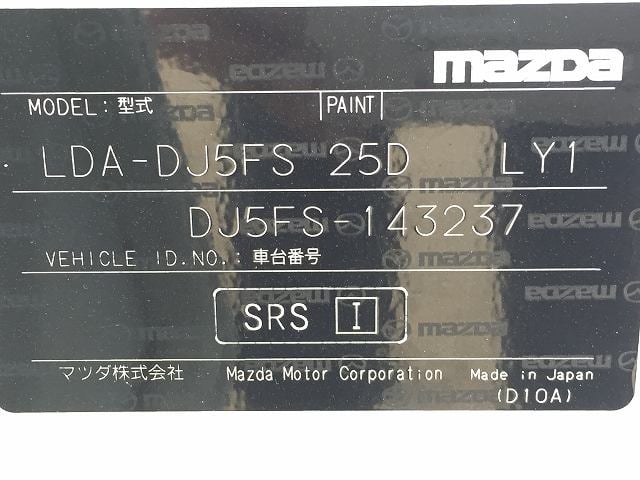 mazda
MODEL: 型式 PAINT
LDA-DJ5FS 25D LY1
DJ5FS-143237
VEHICLE I.D.NO.: 車台番号
SRS I
マツダ株式会社 Mazda Motor Corporation Made in Japan
(D10A)